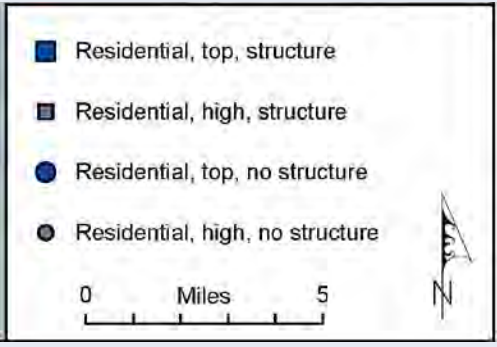 Residential, top, structure
Residential, high, structure
Residential, top, no structure
Residential, high, no structure
0 Miles 5
N